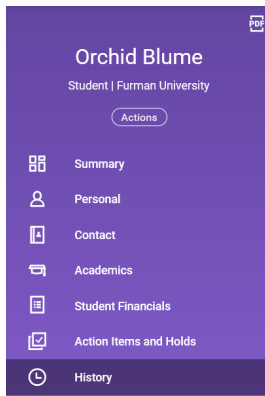 PDF
Orchid Blume
Student | Furman University
Actions
Summary
Personal
Contact
Academics
Student Financials
Action Items and Holds
History